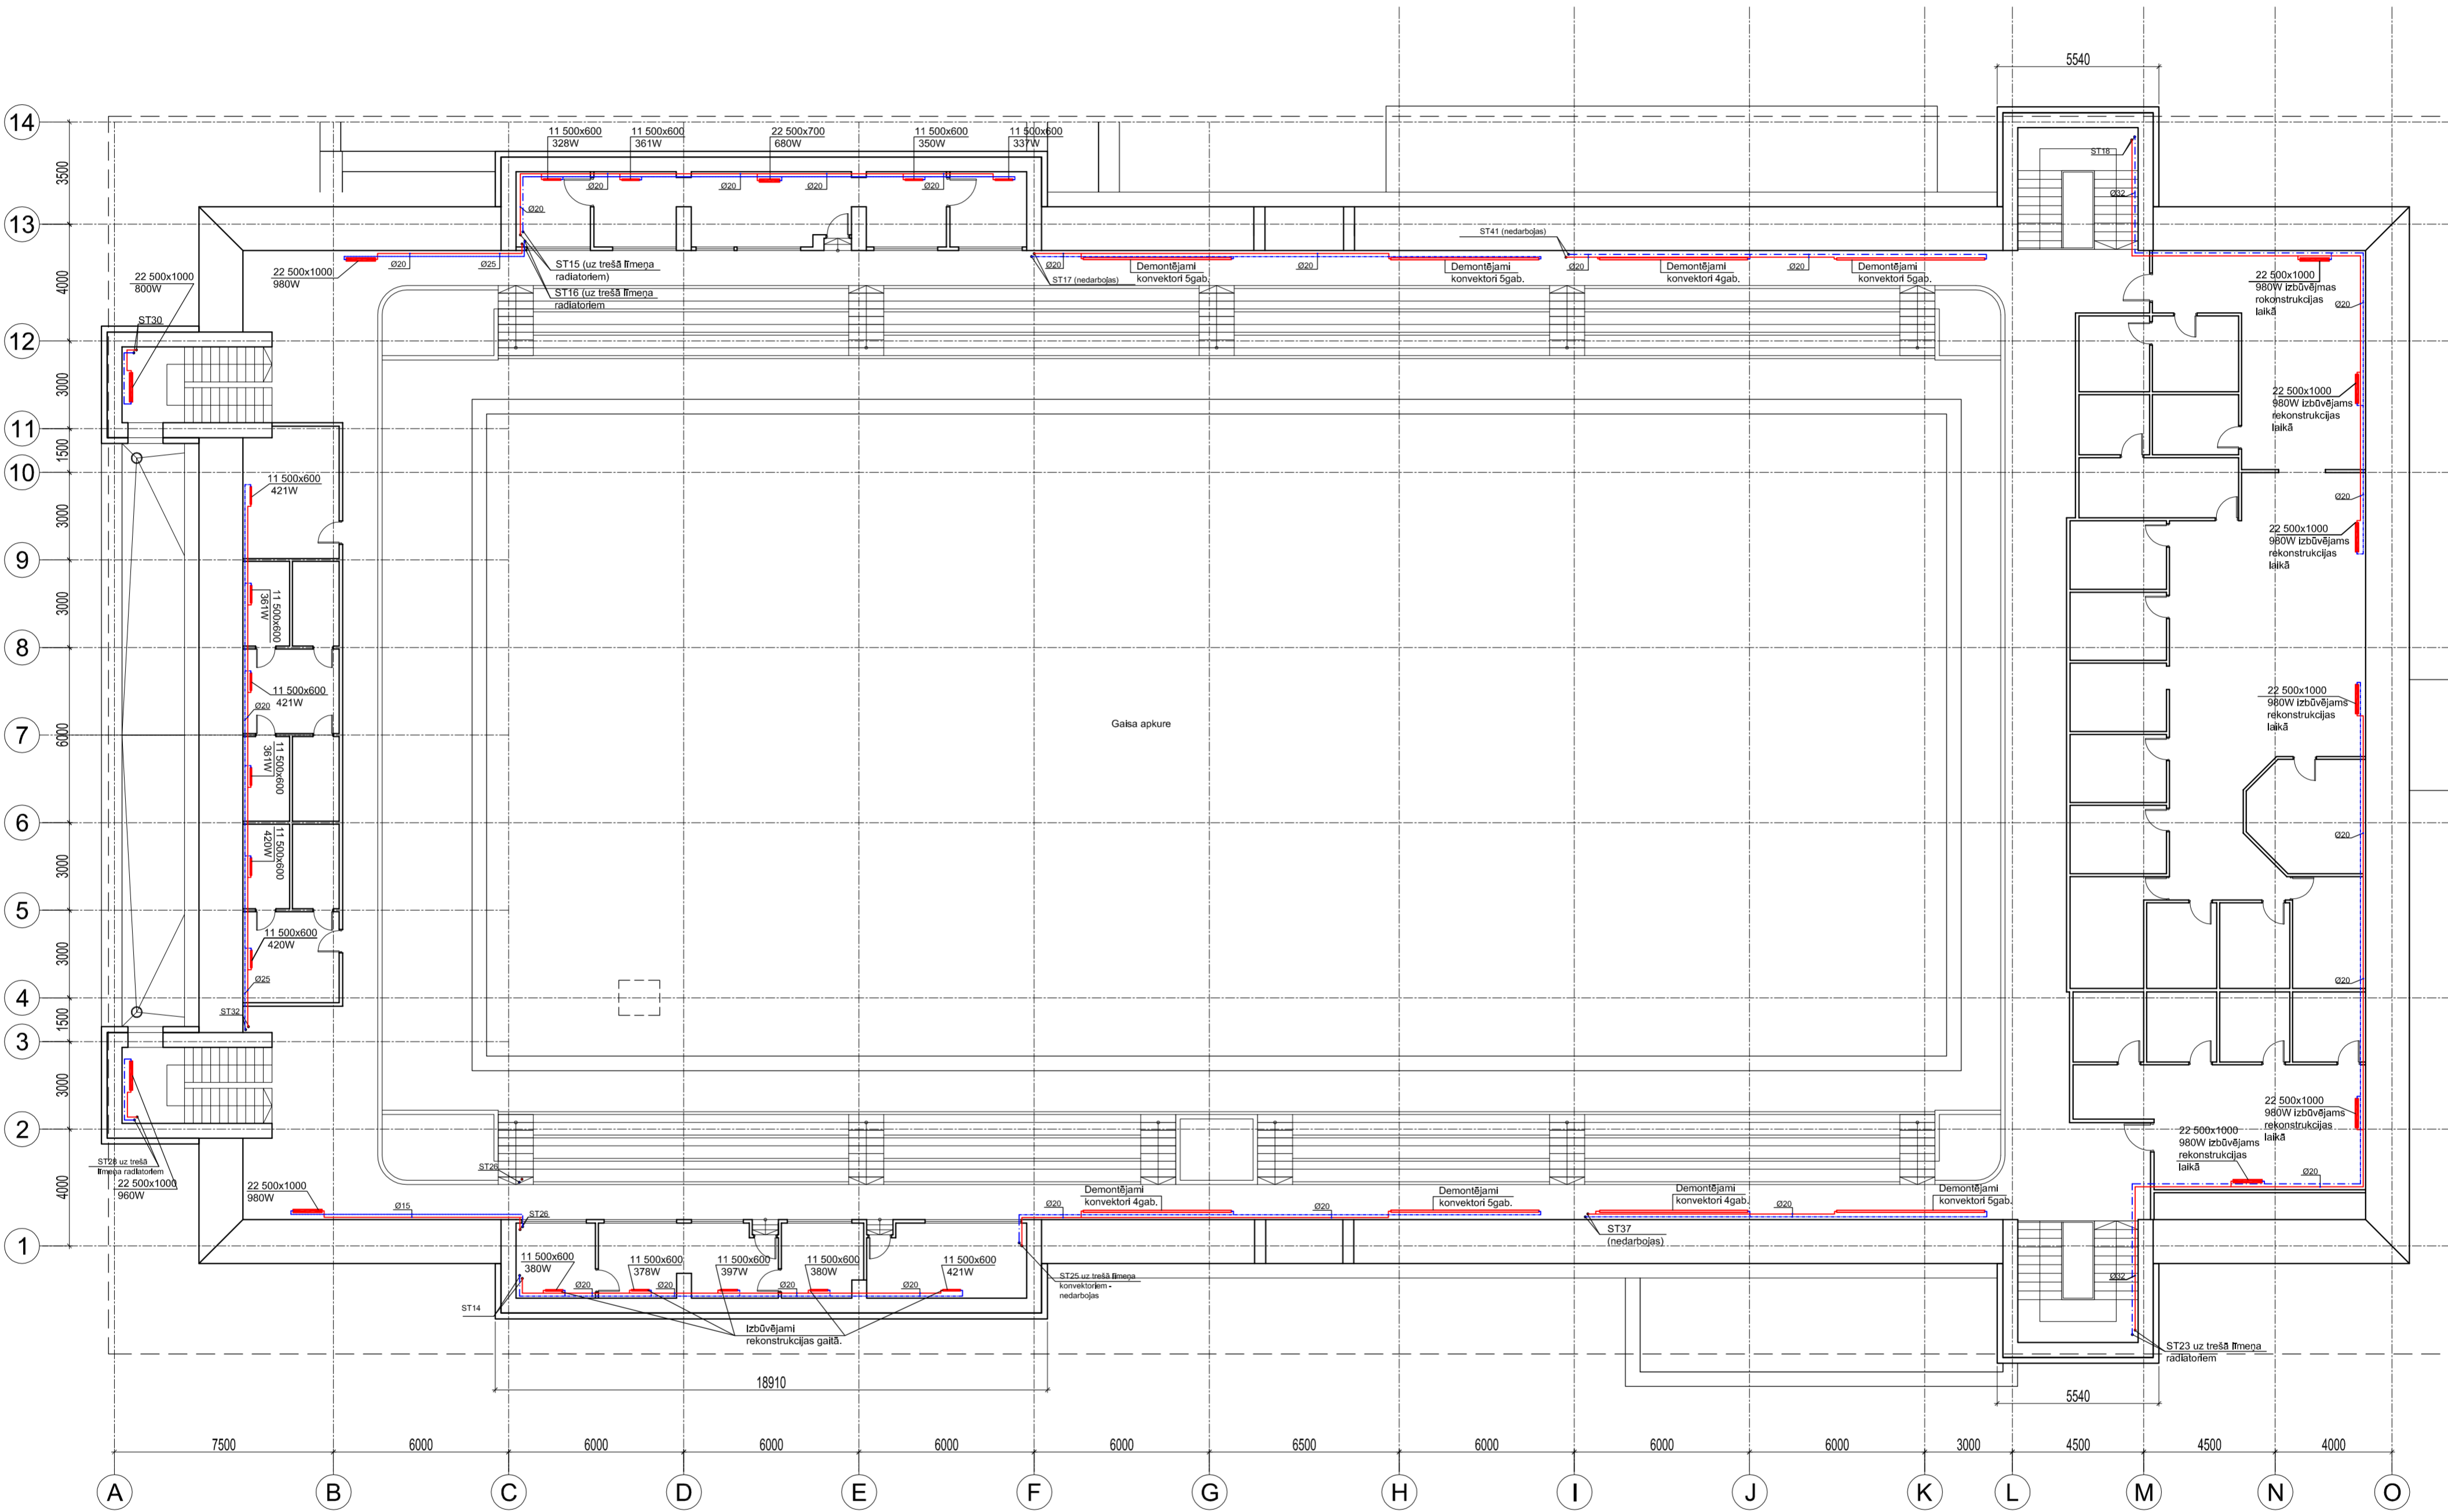 5540
14
11 500x600
328W
11 500x600
361W
22 500x700
680W
11 500x600
350W
11 500x600
337W
ST18
3500
Ø20
Ø20
Ø20
Ø20
Ø32
Ø20
13
ST41 (nedarbojas)
4000
22 500x1000
800W
22 500x1000
980W
Ø20
Ø25
ST15 (uz trešā līmeņa
radiatoriem)
ST16 (uz trešā līmeņa
radiatoriem
Ø20
ST17 (nedarbojas)
Demontējami
konvektori 5gab.
Ø20
Demontējami
konvektori 5gab.
Ø20
Demontējami
konvektori 4gab.
Ø20
Demontējami
konvektori 5gab.
22 500x1000
980W izbūvējmas
rokonstrukcijas
laikā
Ø20
ST30
12
3000
22 500x1000
980W izbūvējams
rekonstrukcijas
laikā
11
1500
10
11 500x600
421W
Ø20
3000
22 500x1000
980W izbūvējams
rekonstrukcijas
laikā
9
3000
11 500x600
361W
8
11 500x600
421W
Ø20
22 500x1000
980W izbūvējams
rekonstrukcijas
laikā
7
6000
Gaisa apkure
11 500x600
361W
6
Ø20
11 500x600
420W
3000
5
11 500x600
420W
3000
Ø25
Ø20
4
ST32
1500
3
3000
22 500x1000
980W izbūvējams
rekonstrukcijas
laikā
2
22 500x1000
980W izbūvējams
rekonstrukcijas
laikā
ST28 uz trešā
līmeņa radiatoriem
22 500x1000
960W
ST26
4000
22 500x1000
980W
Ø15
ST26
Ø20
Demontējami
konvektori 4gab.
Ø20
Demontējami
konvektori 5gab.
Demontējami
konvektori 4gab.
Ø20
Demontējami
konvektori 5gab.
Ø20
ST37
(nedarbojas)
1
11 500x600
380W
11 500x600
378W
11 500x600
397W
11 500x600
380W
11 500x600
421W
Ø20
Ø20
Ø20
Ø20
Ø20
ST25 uz trešā līmeņa
konvektoriem -
nedarbojas
Ø32
ST14
Izbūvējami
rekonstrukcijas gaitā.
ST23 uz trešā līmeņa
radiatoriem
18910
5540
7500
6000
6000
6000
6000
6000
6500
6000
6000
6000
3000
4500
4500
4000
A
B
C
D
E
F
G
H
I
J
K
L
M
N
O